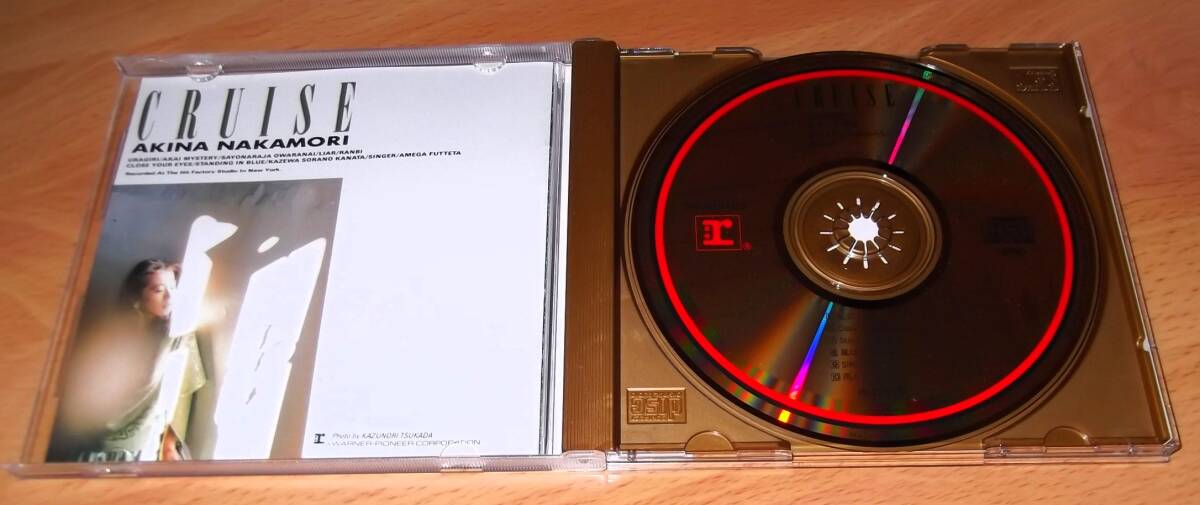 CRUISE
AKINA NAKAMORI
URAGIRI/AKAI MYSTERY/SAYONARAJA OWARANAI/LIAR/RANBI
CLOSE YOUR EYES/STANDING IN BLUE/KAZEWA SORANO KANATA/SINGER/AMEGA FUTTETA
Recorded At The Hit Factory Studio In New York.
Photo by KAZUNORI TSUKADA
WARNER-PIONEER CORPORATION
CRUISE
r
®